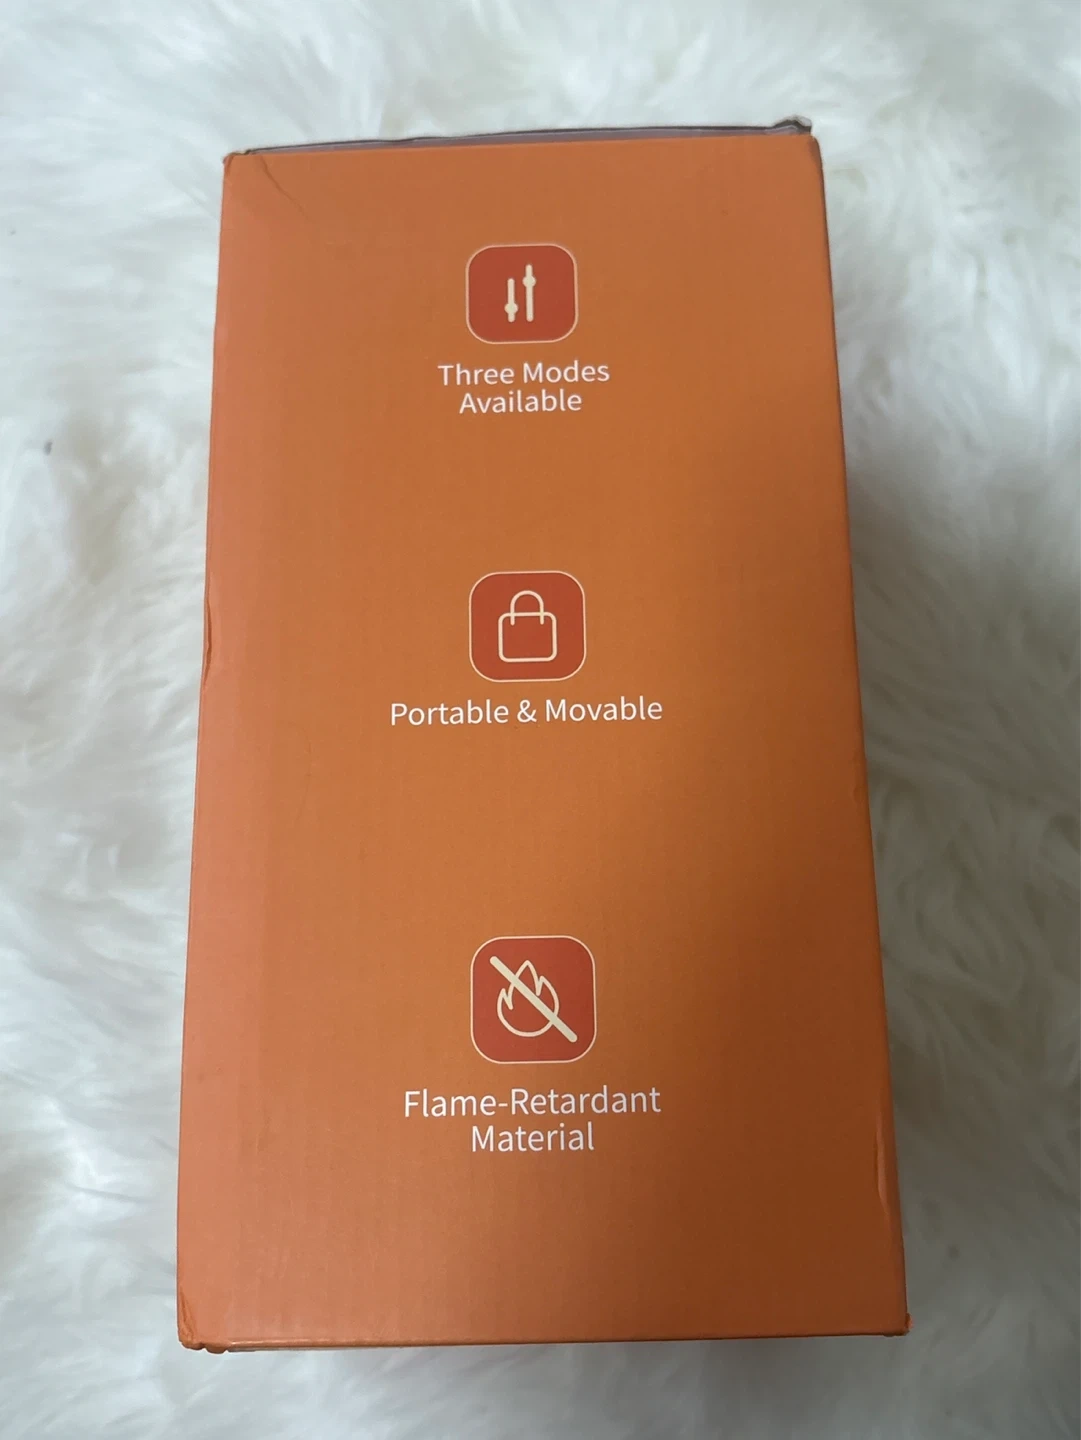 Three Modes
Available
Portable & Movable
Flame-Retardant
Material